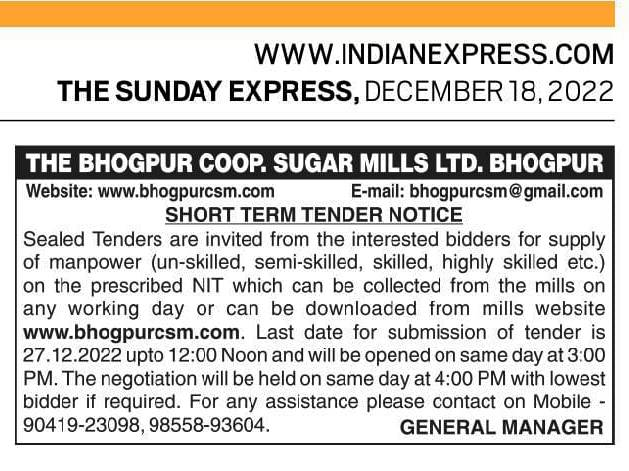 WWW.INDIANEXPRESS.COM
THE SUNDAY EXPRESS, DECEMBER 18, 2022
THE BHOGPUR COOP. SUGAR MILLS LTD. BHOGPUR
Website: www.bhogpurcsm.com E-mail: bhogpurcsm@gmail.com
SHORT TERM TENDER NOTICE
Sealed Tenders are invited from the interested bidders for supply
of manpower (un-skilled, semi-skilled, skilled, highly skilled etc.)
on the prescribed NIT which can be collected from the mills on
any working day or can be downloaded from mills website
www.bhogpurcsm.com. Last date for submission of tender is
27.12.2022 upto 12:00 Noon and will be opened on same day at 3:00
PM. The negotiation will be held on same day at 4:00 PM with lowest
bidder if required. For any assistance please contact on Mobile -
90419-23098, 98558-93604. GENERAL MANAGER